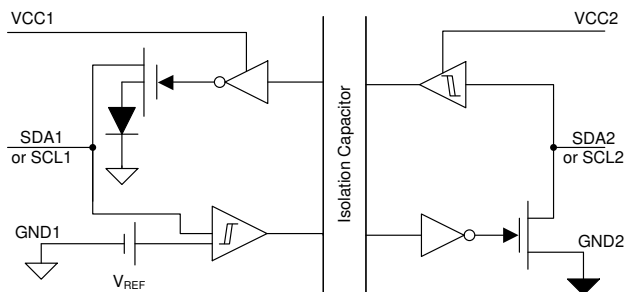 VCC1
VCC2
SDA1
or SCL1
Isolation Capacitor
SDA2
or SCL2
GND1
VREF
GND2